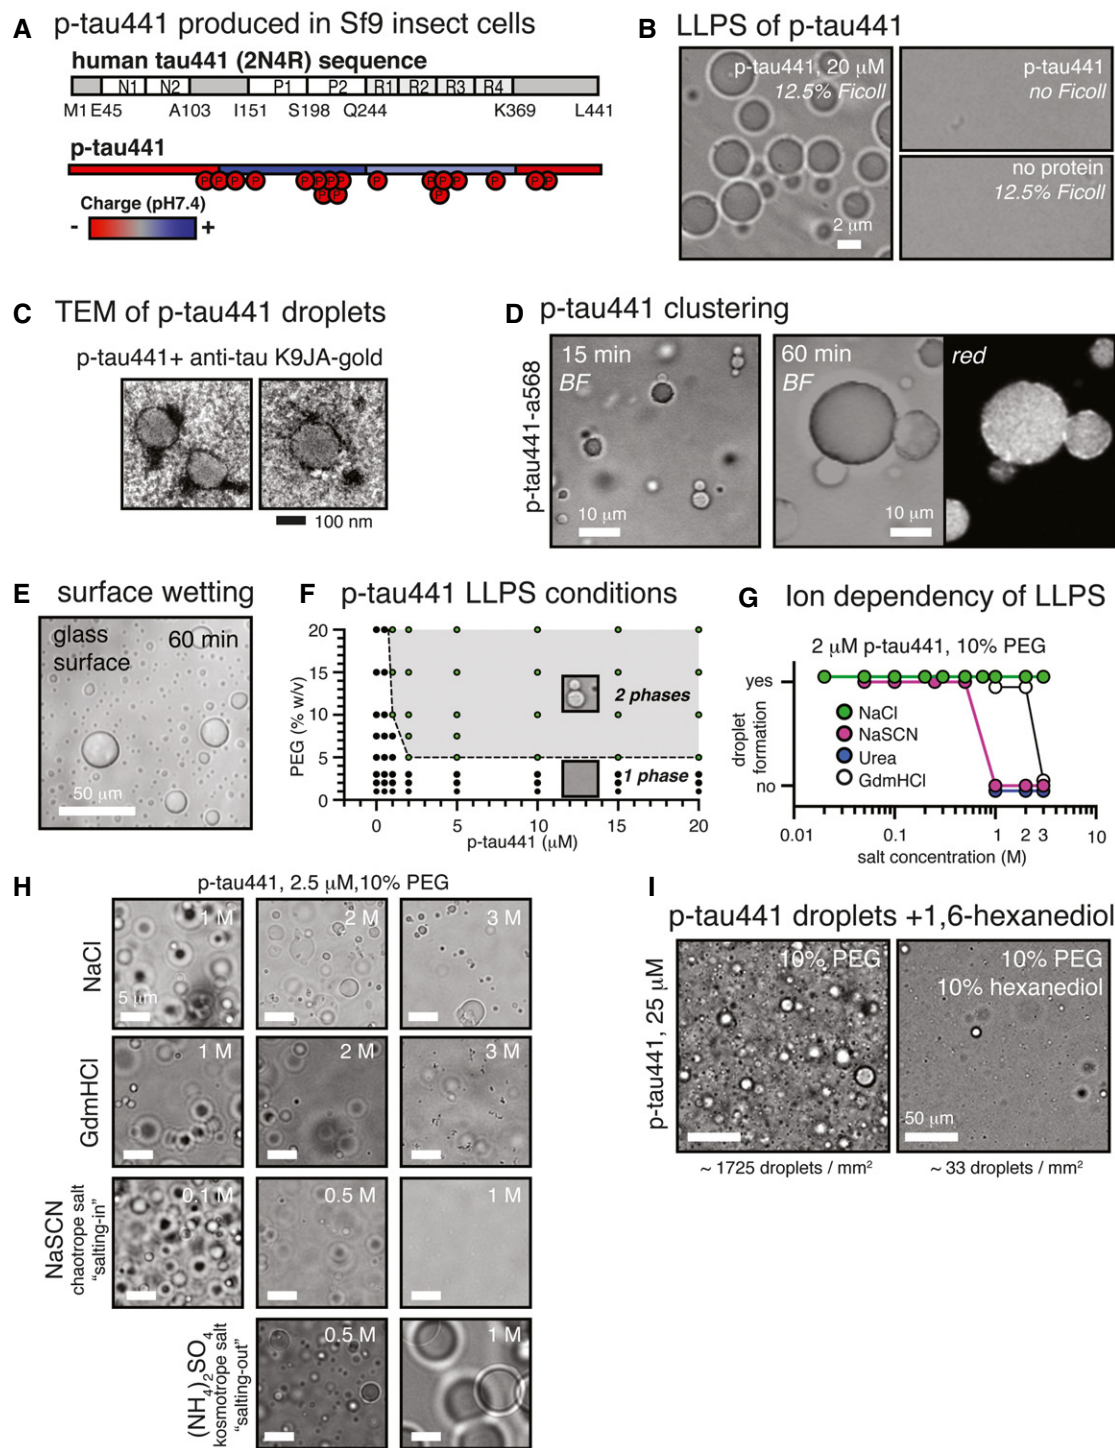 A p-tau441 produced in Sf9 insect cells
human tau441 (2N4R) sequence
N1 N2 P1 P2 R1 R2 R3 R4
M1 E45 A103 I151 S198 Q244 K369 L441
p-tau441
P P P P P P P P P P P P P P P P P P
Charge (pH7.4)
- +
B LLPS of p-tau441
p-tau441, 20 μM
12.5% Ficoll
2 μm
p-tau441
no Ficoll
no protein
12.5% Ficoll
C TEM of p-tau441 droplets
p-tau441+ anti-tau K9JA-gold
100 nm
D p-tau441 clustering
p-tau441-a568
15 min
BF
10 μm
60 min
BF
10 μm
red
E surface wetting
glass
surface
60 min
50 μm
F p-tau441 LLPS conditions
PEG (% w/v)
20
15
10
5
0
2 phases
1 phase
0 5 10 15 20
p-tau441 (μM)
G Ion dependency of LLPS
2 μM p-tau441, 10% PEG
droplet
formation
yes
no
NaCl
NaSCN
Urea
GdmHCl
0.01 0.1 1 2 3 10
salt concentration (M)
H
p-tau441, 2.5 μM,10% PEG
NaCl
1 M 2 M 3 M
5 μm
GdmHCl
1 M 2 M 3 M
NaSCN
chaotrope salt
"salting-in"
0.1 M 0.5 M 1 M
(NH4)2SO4
kosmotrope salt
"salting-out"
0.5 M 1 M
I
p-tau441 droplets +1,6-hexanediol
p-tau441, 25 μM
10% PEG
10% PEG
10% hexanediol
50 μm
~ 1725 droplets / mm²
~ 33 droplets / mm²